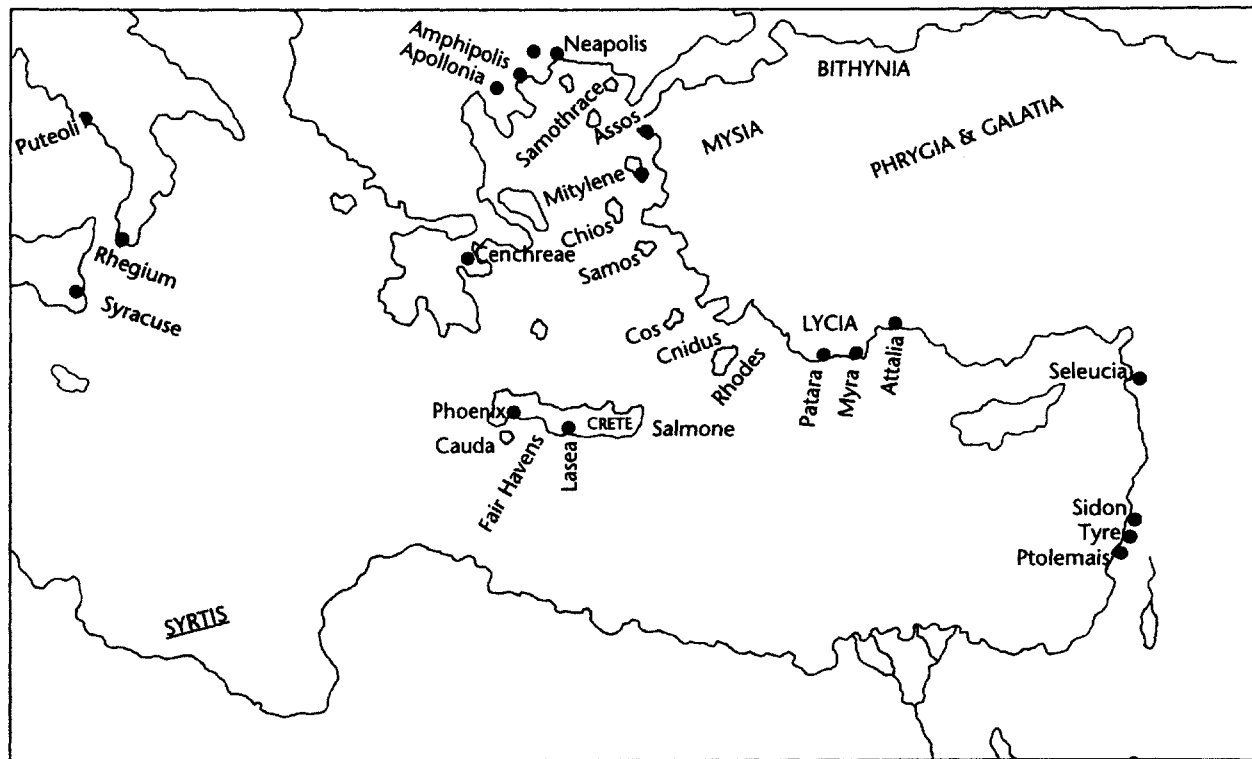 Amphipolis
Neapolis
Apollonia
BITHYNIA
Samothrace
Assos
MYSIA
PHRYGIA & GALATIA
Puteoli
Mitylene
Chios
Cenchreae
Samos
Rhegium
Syracuse
Cos
Cnidus
Rhodes
LYCIA
Patara
Myra
Attalia
Seleucia
Phoenix
CRETE
Salmone
Cauda
Fair Havens
Lasea
Sidon
Tyre
Ptolemais
SYRTIS